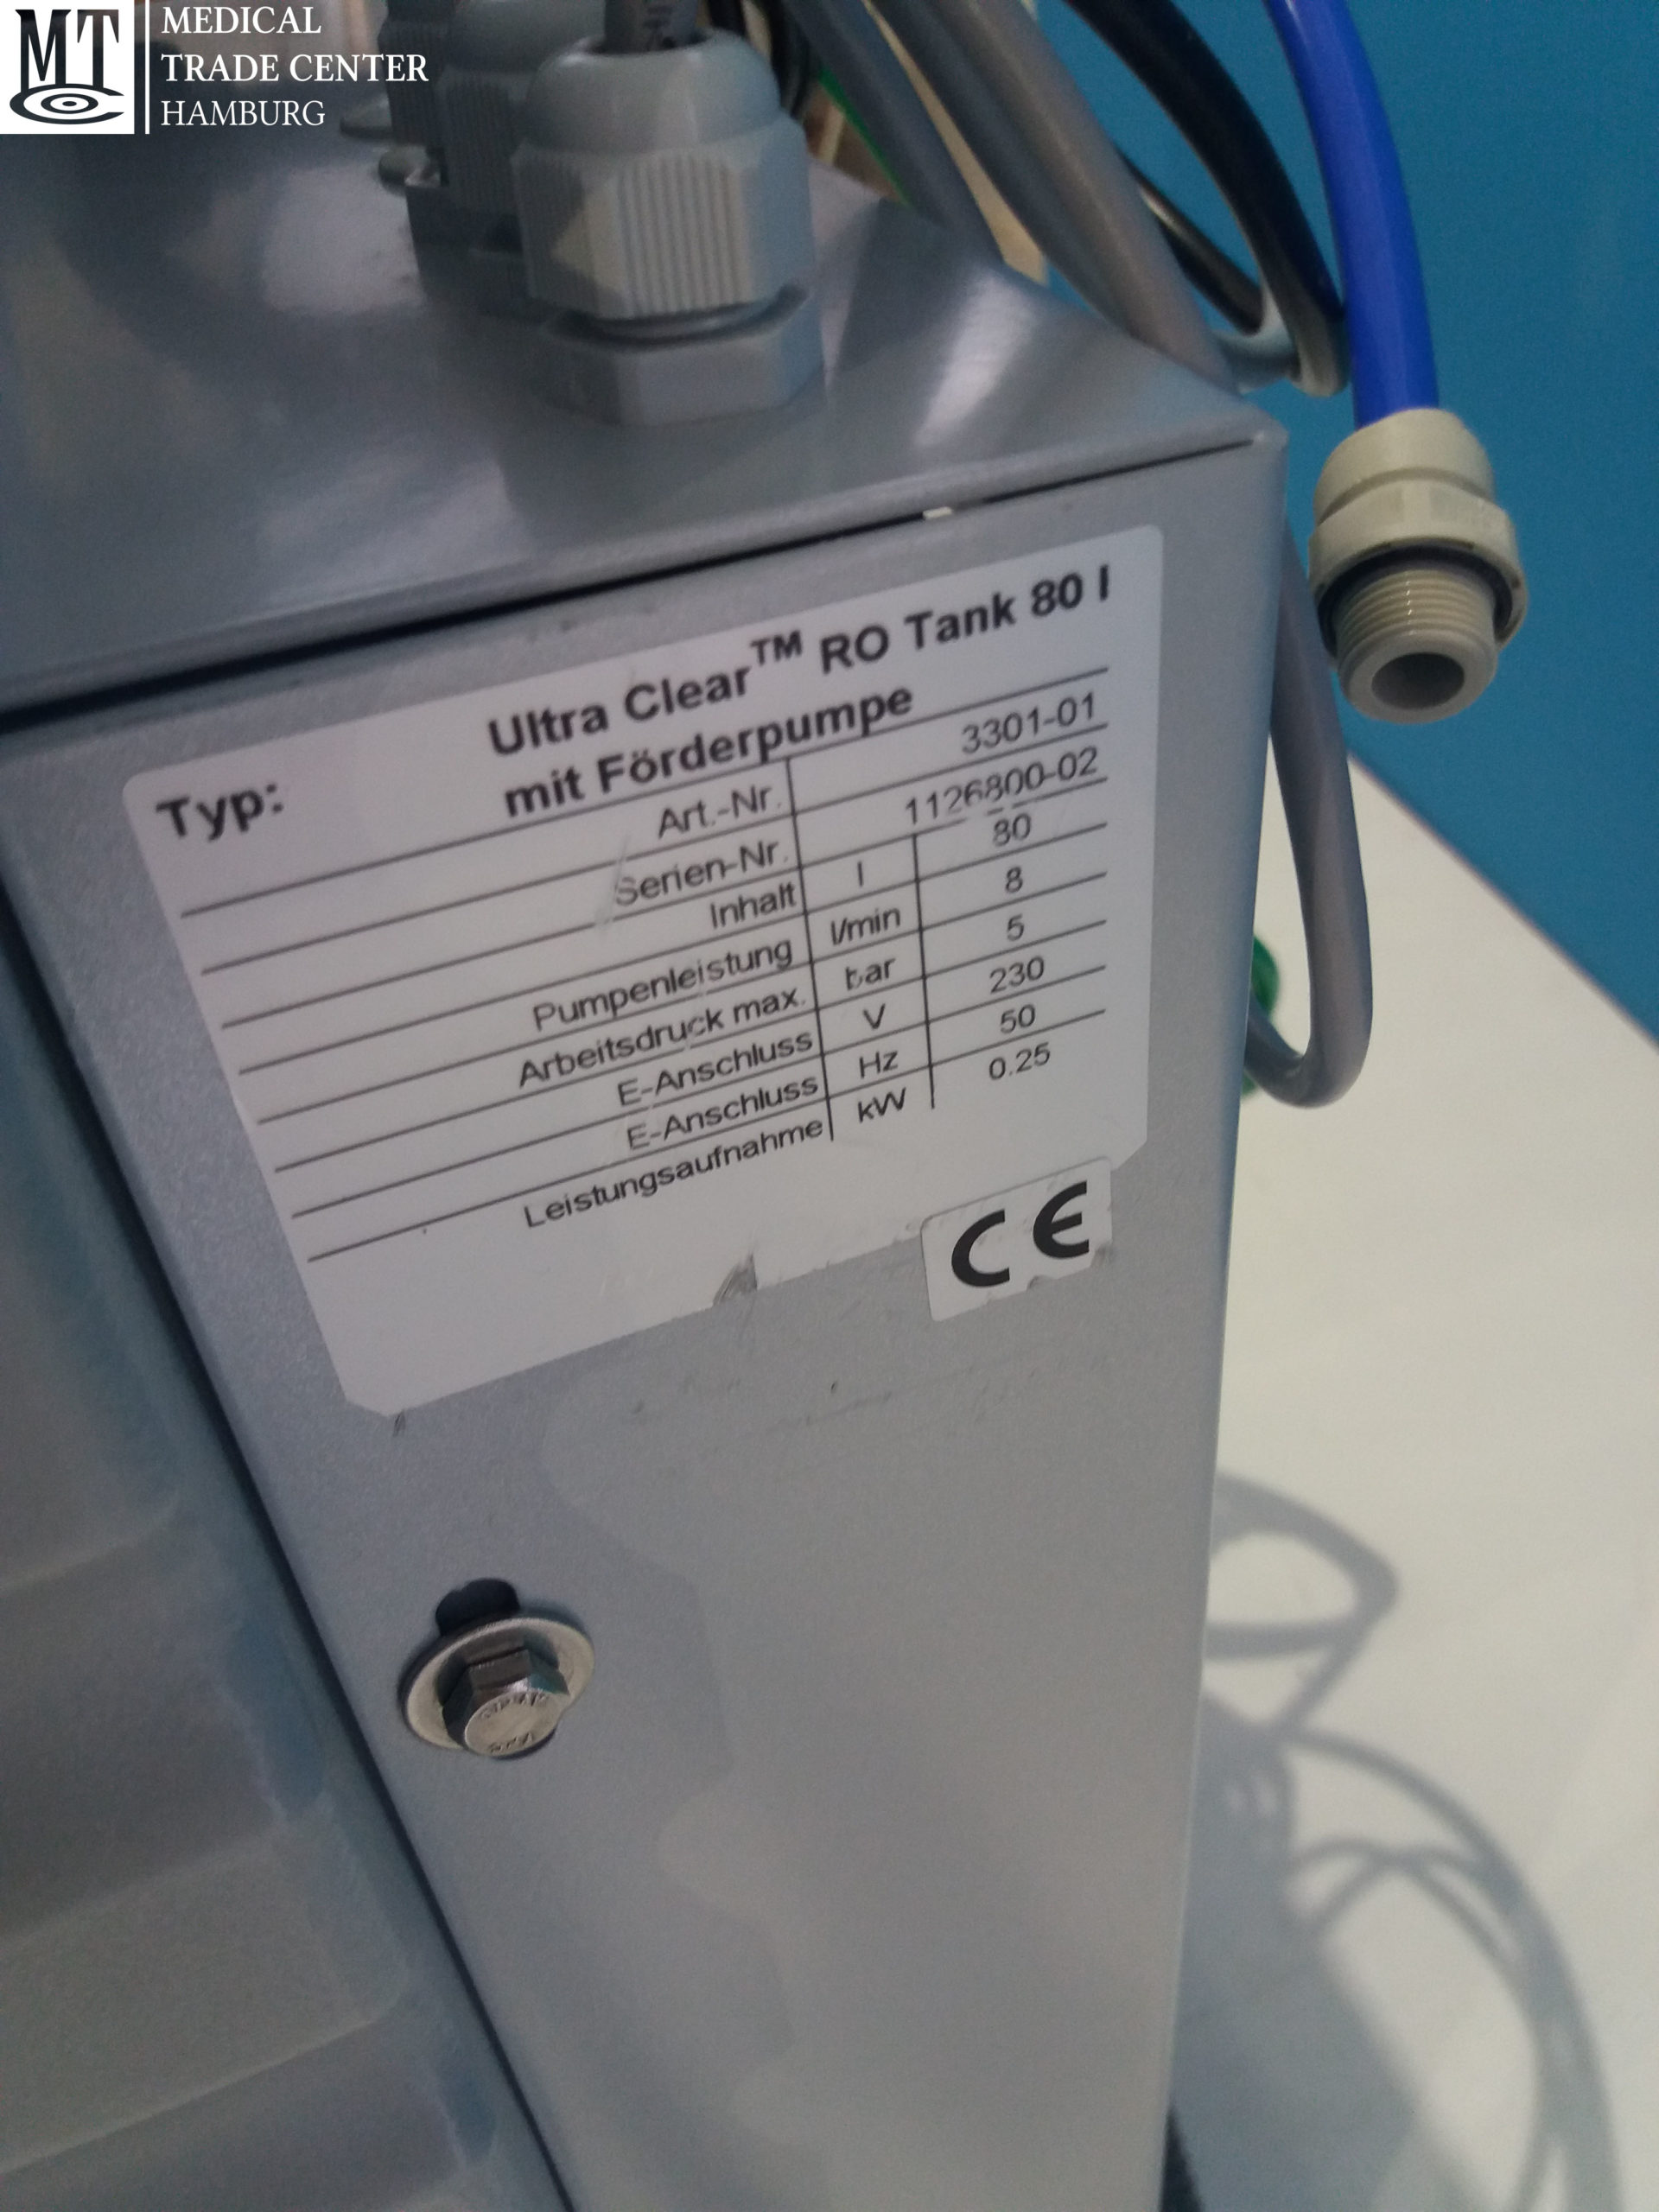 MEDICAL
TRADE CENTER
HAMBURG
Typ: Ultra Clear™ RO Tank 80 l
mit Förderpumpe
Art.-Nr. 3301-01
Serien-Nr. 1126800-02
Inhalt l 80
Pumpenleistung l/min 8
Arbeitsdruck max. bar 5
E-Anschluss V 230
E-Anschluss Hz 50
Leistungsaufnahme kW 0.25
CE